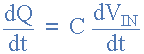 dQ/dt = C dV_IN/dt